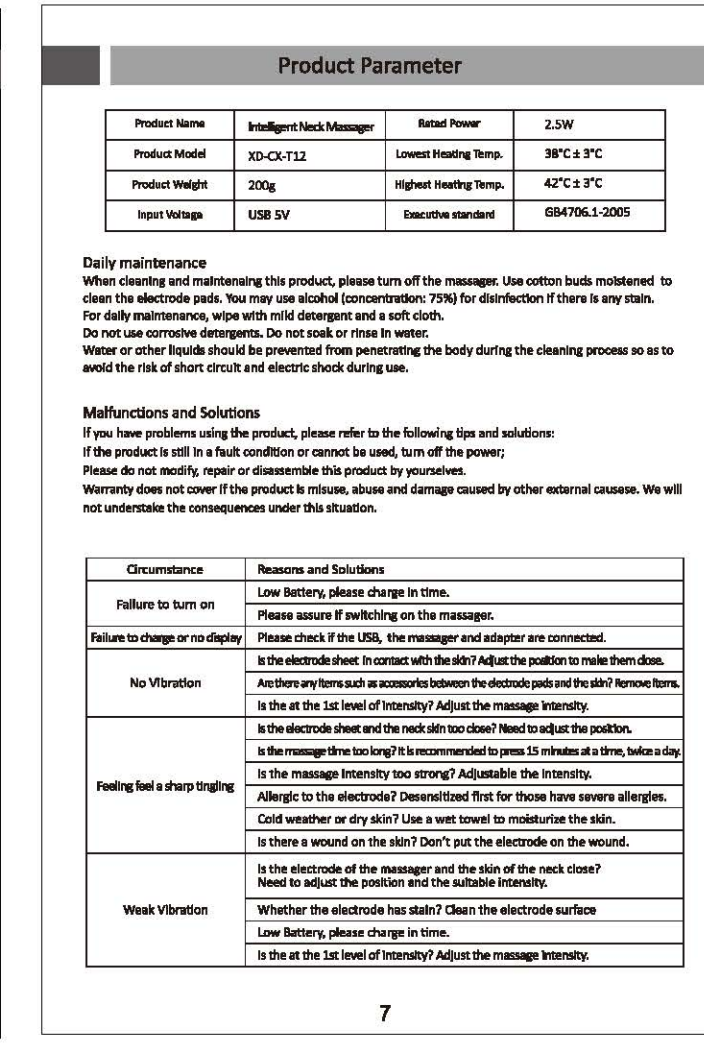 Product Parameter
Product Name Intelligent Neck Massager Rated Power 2.5W
Product Model XD-CX-T12 Lowest Heating Temp. 38°C ± 3°C
Product Weight 200g Highest Heating Temp. 42°C ± 3°C
Input Voltage USB 5V Executive standard GB4706.1-2005
Daily maintenance
When cleaning and maintenaing this product, please turn off the massager. Use cotton buds moistened to
clean the electrode pads. You may use alcohol (concentration: 75%) for disinfection if there is any stain.
For daily maintenance, wipe with mild detergent and a soft cloth.
Do not use corrosive detergents. Do not soak or rinse in water.
Water or other liquids should be prevented from penetrating the body during the cleaning process so as to
avoid the risk of short circuit and electric shock during use.
Malfunctions and Solutions
If you have problems using the product, please refer to the following tips and solutions:
If the product is still in a fault condition or cannot be used, turn off the power;
Please do not modify, repair or disassemble this product by yourselves.
Warranty does not cover if the product is misuse, abuse and damage caused by other external causese. We will
not understake the consequences under this situation.
Circumstance Reasons and Solutions
Failure to turn on
Low Battery, please charge in time.
Please assure if switching on the massager.
Failure to charge or no display Please check if the USB, the massager and adapter are connected.
No Vibration
Is the electrode sheet in contact with the skin? Adjust the position to make them close.
Are there any items such as accessories between the electrode pads and the skin? Remove items.
Is the at the 1st level of intensity? Adjust the massage intensity.
Feeling feel a sharp tingling
Is the electrode sheet and the neck skin too close? Need to adjust the position.
Is the massage time too long? It is recommended to press 15 minutes at a time, twice a day.
Is the massage intensity too strong? Adjustable the intensity.
Allergic to the electrode? Desensitized first for those have severe allergies.
Cold weather or dry skin? Use a wet towel to moisturize the skin.
Is there a wound on the skin? Don't put the electrode on the wound.
Weak Vibration
Is the electrode of the massager and the skin of the neck close?
Need to adjust the position and the suitable intensity.
Whether the electrode has stain? Clean the electrode surface
Low Battery, please charge in time.
Is the at the 1st level of intensity? Adjust the massage intensity.
7